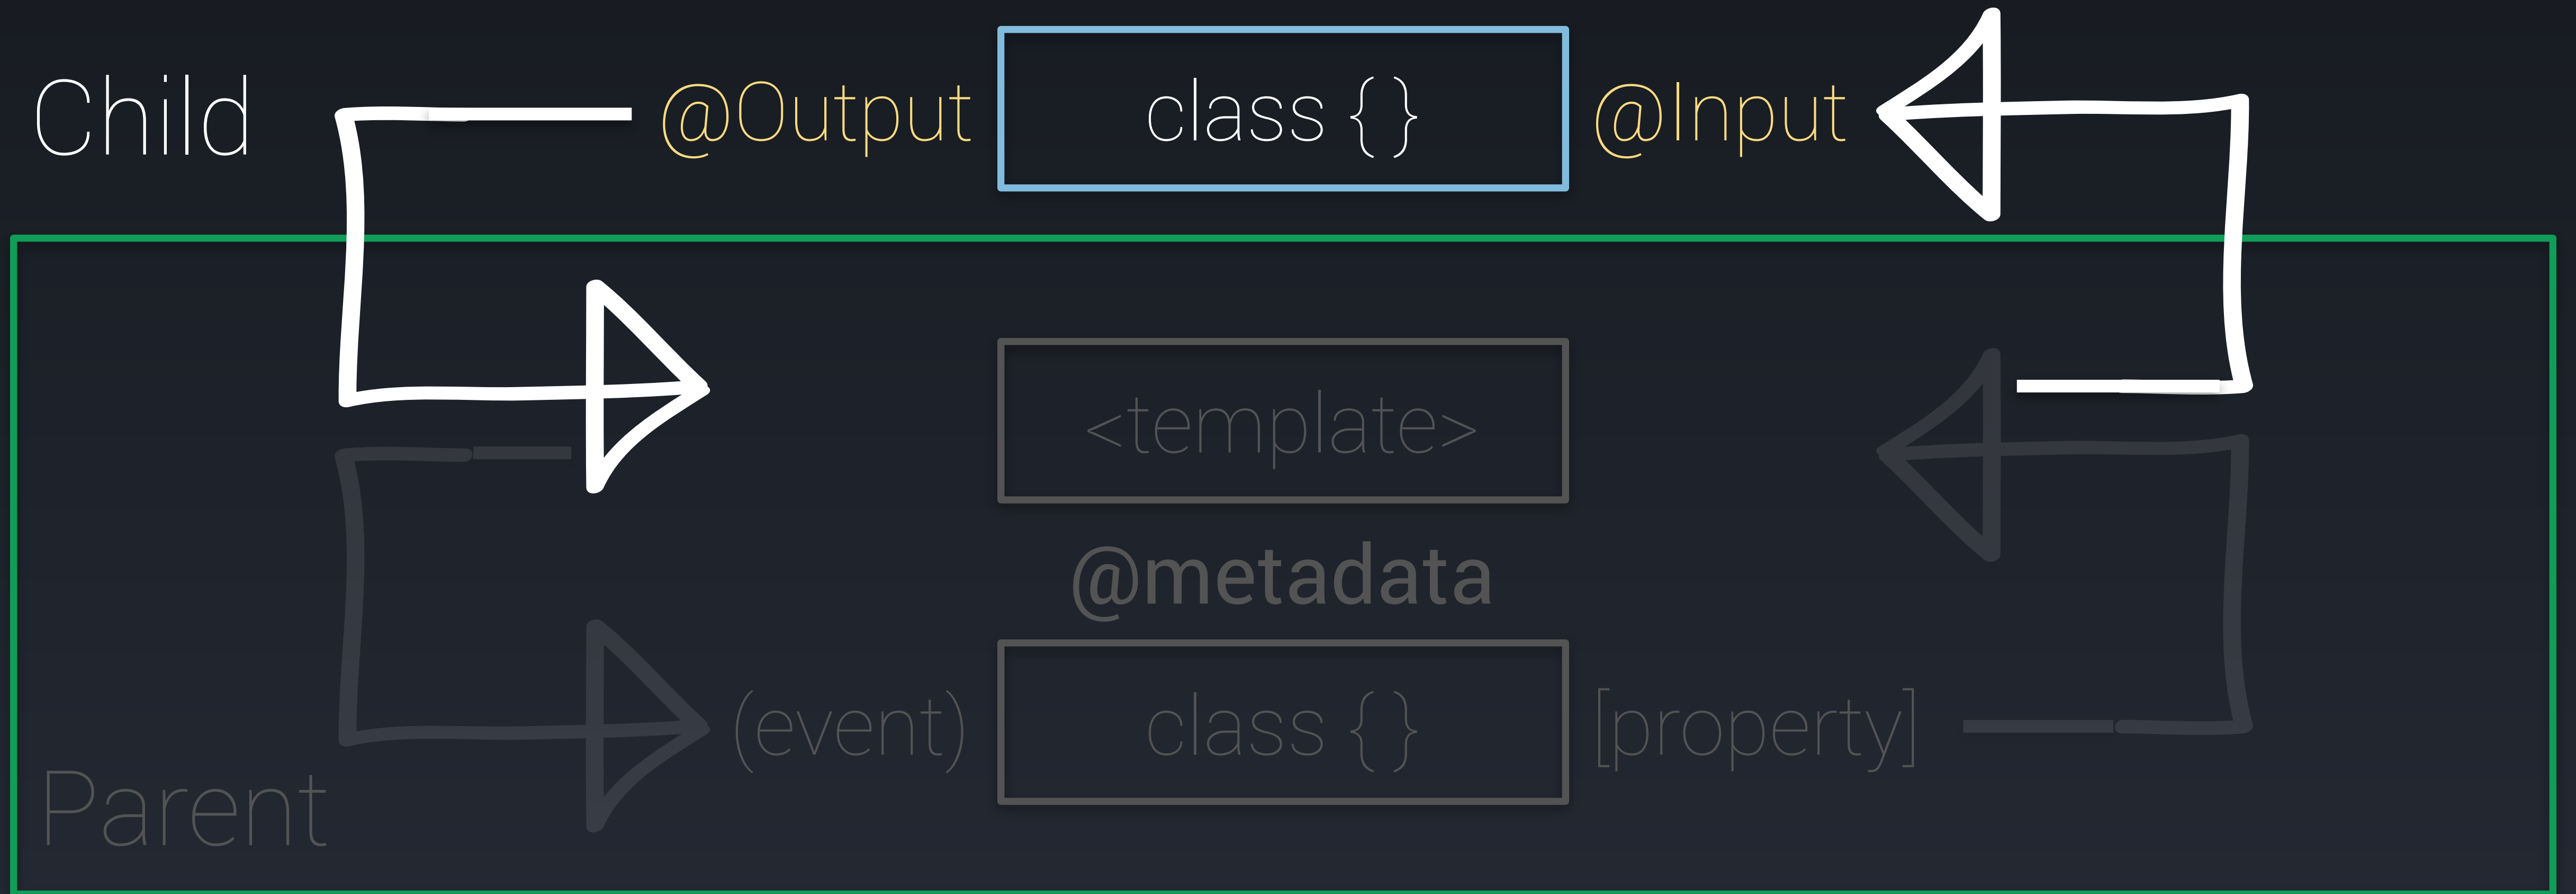 Child @Output class {} @Input
<template>
@metadata
(event) class {} [property]
Parent